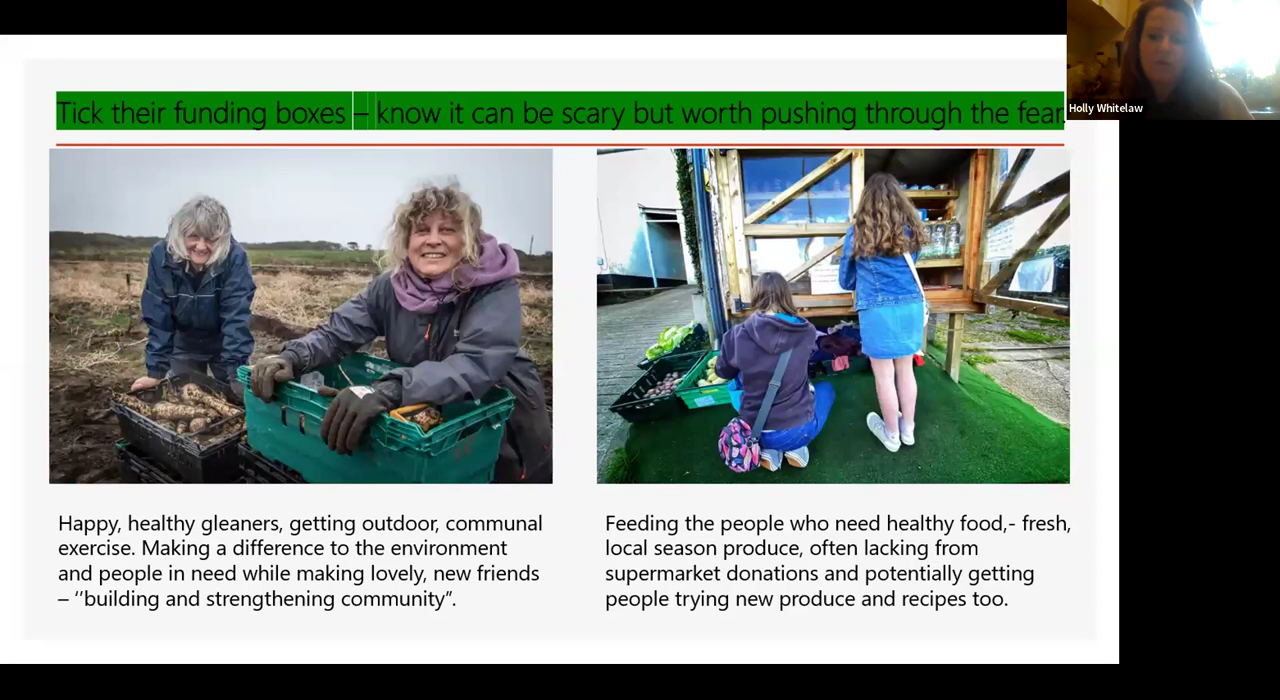 Tick their funding boxes – know it can be scary but worth pushing through the fear.
Holly Whitelaw
Happy, healthy gleaners, getting outdoor, communal
exercise. Making a difference to the environment
and people in need while making lovely, new friends
– ‘‘building and strengthening community”.
Feeding the people who need healthy food,- fresh,
local season produce, often lacking from
supermarket donations and potentially getting
people trying new produce and recipes too.